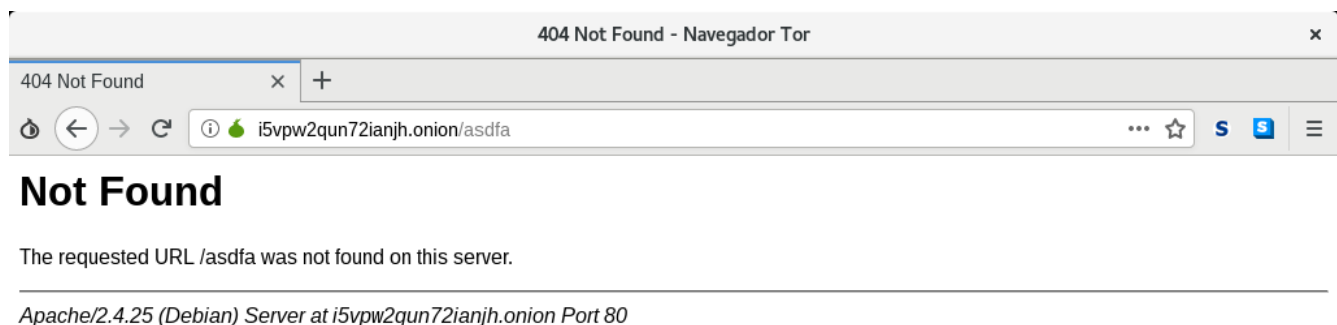 404 Not Found - Navegador Tor
404 Not Found
i5vpw2qun72ianjh.onion/asdfa
S S
Not Found
The requested URL /asdfa was not found on this server.
Apache/2.4.25 (Debian) Server at i5vpw2qun72ianjh.onion Port 80